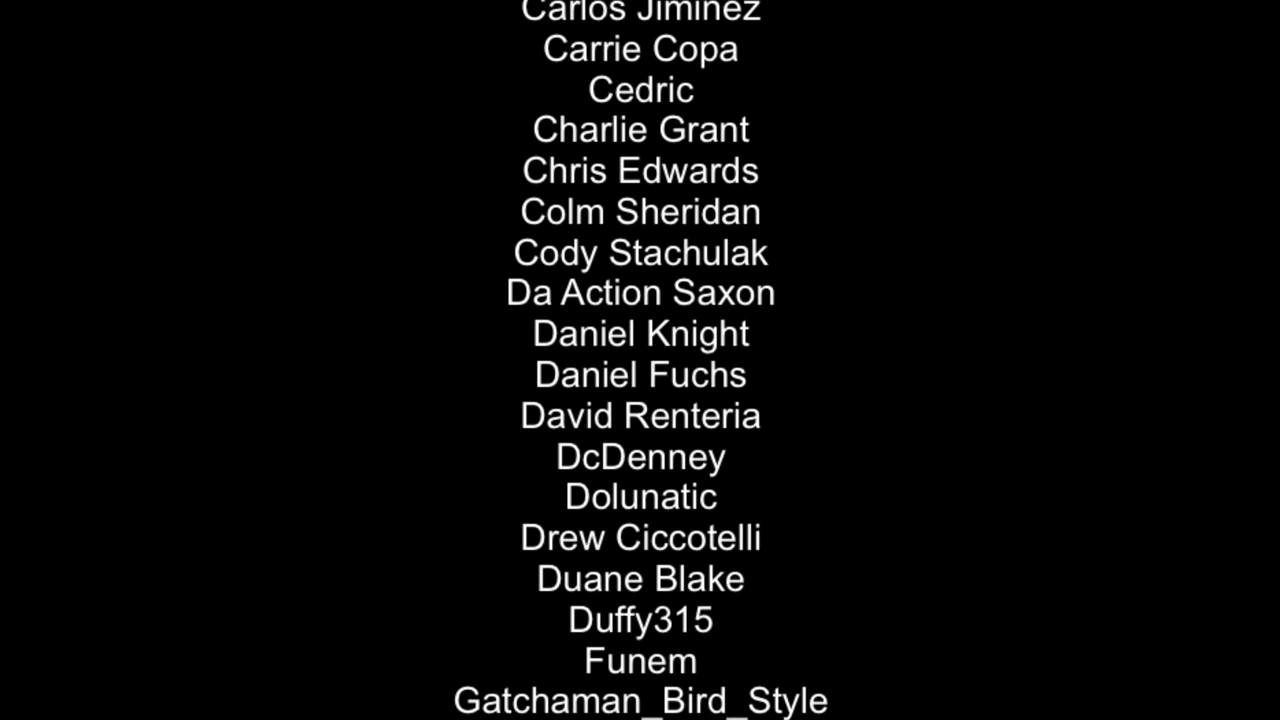 Carlos Jiminez
Carrie Copa
Cedric
Charlie Grant
Chris Edwards
Colm Sheridan
Cody Stachulak
Da Action Saxon
Daniel Knight
Daniel Fuchs
David Renteria
DcDenney
Dolunatic
Drew Ciccotelli
Duane Blake
Duffy315
Funem
Gatchaman_Bird_Style